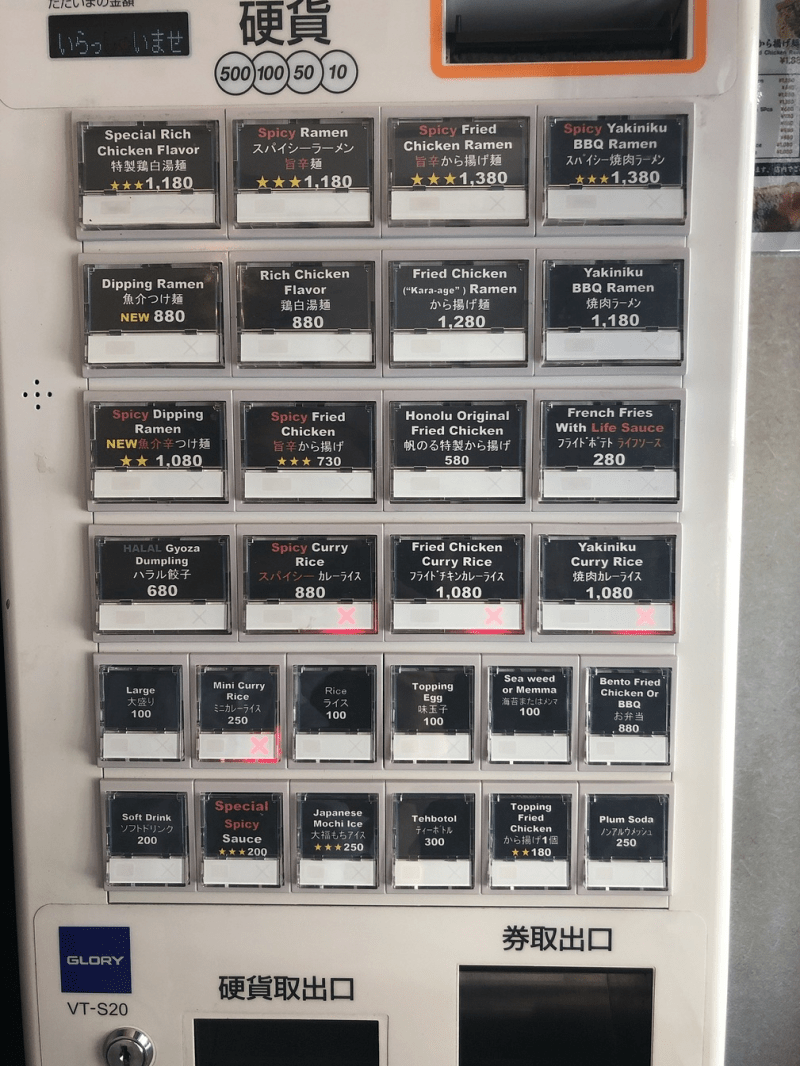 ただいまの金額
いらっ いませ
硬貨
500 100 50 10
Special Rich
Chicken Flavor
特製鶏白湯麺
★★★1,180
Spicy Ramen
スパイシーラーメン
旨辛麺
★★★1,180
Spicy Fried
Chicken Ramen
旨辛から揚げ麺
★★★1,380
Spicy Yakiniku
BBQ Ramen
スパイシー焼肉ラーメン
★★★1,380
Dipping Ramen
魚介つけ麺
NEW 880
Rich Chicken
Flavor
鶏白湯麺
880
Fried Chicken
("Kara-age") Ramen
から揚げ麺
1,280
Yakiniku
BBQ Ramen
焼肉ラーメン
1,180
Spicy Dipping
Ramen
NEW魚介辛つけ麺
★★ 1,080
Spicy Fried
Chicken
旨辛から揚げ
★★★ 730
Honolu Original
Fried Chicken
帆のる特製から揚げ
580
French Fries
With Life Sauce
フライドポテト ライフソース
280
HALAL Gyoza
Dumpling
ハラル餃子
680
Spicy Curry
Rice
スパイシー カレーライス
880
Fried Chicken
Curry Rice
フライドチキンカレーライス
1,080
Yakiniku
Curry Rice
焼肉カレーライス
1,080
Large
大盛り
100
Mini Curry
Rice
ミニカレーライス
250
Rice
ライス
100
Topping
Egg
味玉子
100
Sea weed
or Memma
海苔またはメンマ
100
Bento Fried
Chicken Or
BBQ
お弁当
880
Soft Drink
ソフトドリンク
200
Special
Spicy
Sauce
★★★200
Japanese
Mochi Ice
大福もちアイス
★★★250
Tehbotol
ティーボトル
300
Topping
Fried
Chicken
から揚げ1個
★★180
Plum Soda
ノンアルウメッシュ
250
GLORY
VT-S20
硬貨取出口
券取出口